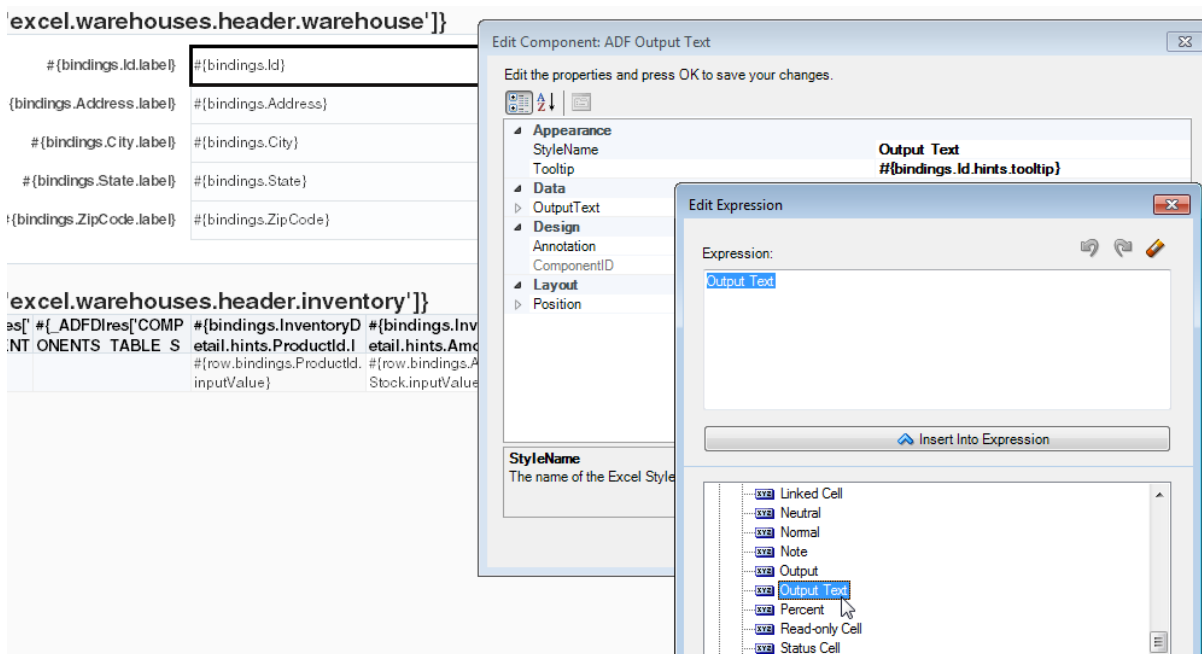 'excel.warehouses.header.warehouse']}
#{bindings.Id.label} #{bindings.Id}
{bindings.Address.label} #{bindings.Address}
#{bindings.City.label} #{bindings.City}
#{bindings.State.label} #{bindings.State}
#{bindings.ZipCode.label} #{bindings.ZipCode}
'excel.warehouses.header.inventory']}
es[' #{_ADFDIres['COMP #{bindings.InventoryD #{bindings.Inv
ENT ONENTS_TABLE_S etail.hints.ProductId.l etail.hints.Amo
#{row.bindings.ProductId. #{row.bindings.A
inputValue} Stock.inputValue
Edit Component: ADF Output Text
Edit the properties and press OK to save your changes.
Appearance
StyleName Output Text
Tooltip #{bindings.Id.hints.tooltip}
Data
OutputText
Design
Annotation
ComponentID
Layout
Position
StyleName
The name of the Excel Style
Edit Expression
Expression:
Output Text
Insert Into Expression
Linked Cell
Neutral
Normal
Note
Output
Output Text
Percent
Read-only Cell
Status Cell